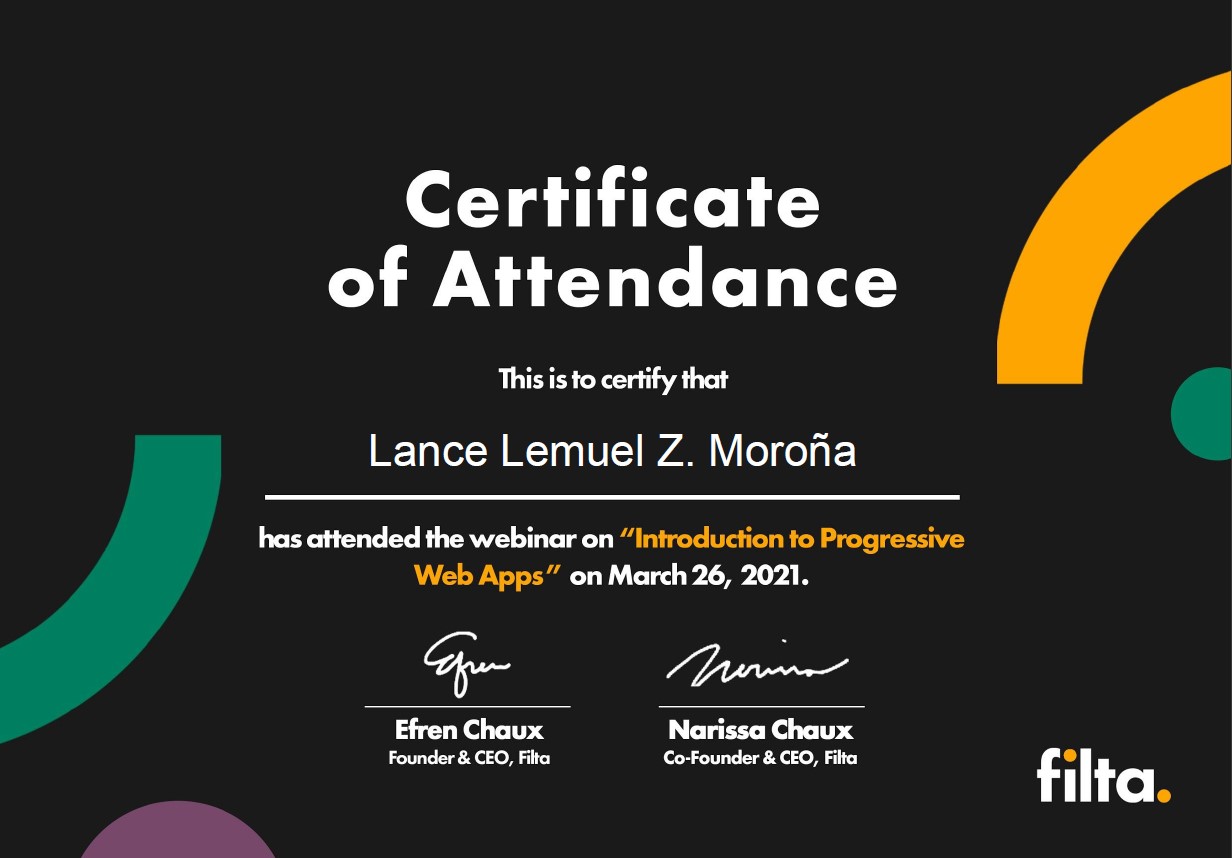 Certificate
of Attendance
This is to certify that
Lance Lemuel Z. Moroña
has attended the webinar on “Introduction to Progressive
Web Apps” on March 26, 2021.
Efren Narissa
Efren Chaux Narissa Chaux
Founder & CEO, Filta Co-Founder & CEO, Filta
filta.